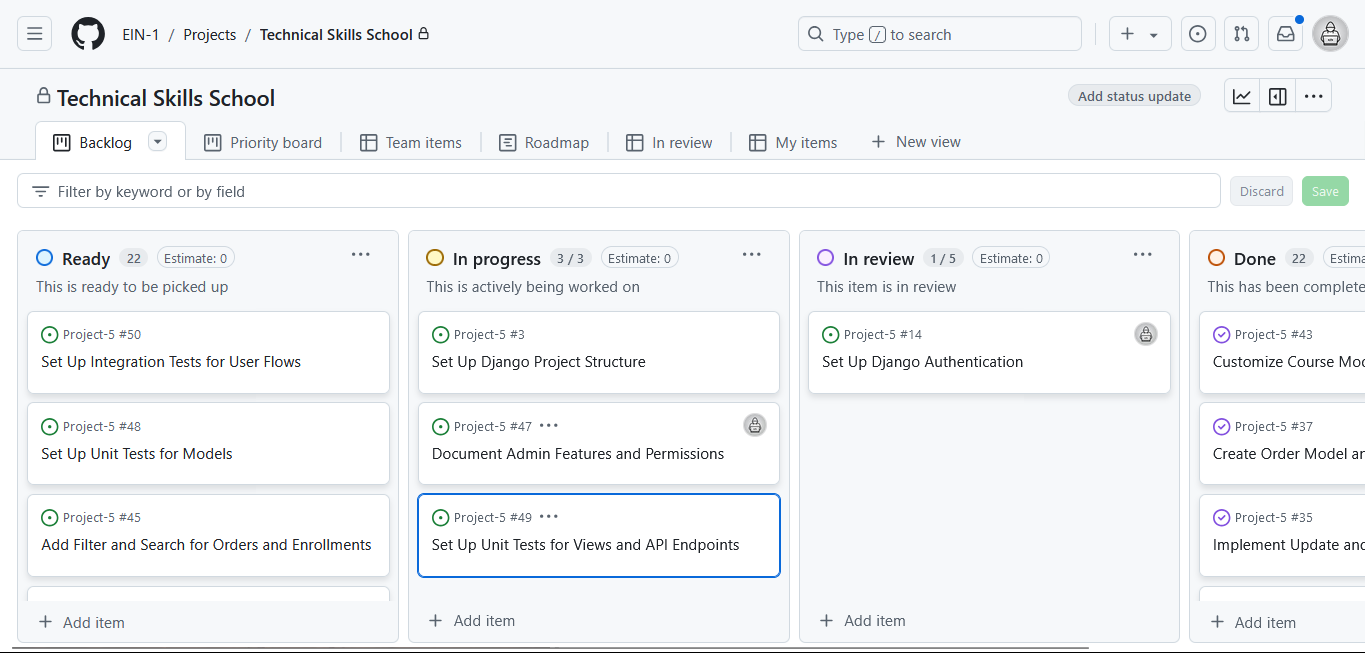 EIN-1 / Projects / Technical Skills School
Type / to search
Technical Skills School
Add status update
Backlog
Priority board
Team items
Roadmap
In review
My items
New view
Filter by keyword or by field
Discard
Save
Ready 22 Estimate: 0
This is ready to be picked up
Project-5 #50
Set Up Integration Tests for User Flows
Project-5 #48
Set Up Unit Tests for Models
Project-5 #45
Add Filter and Search for Orders and Enrollments
Add item
In progress 3 / 3 Estimate: 0
This is actively being worked on
Project-5 #3
Set Up Django Project Structure
Project-5 #47
Document Admin Features and Permissions
Project-5 #49
Set Up Unit Tests for Views and API Endpoints
Add item
In review 1 / 5 Estimate: 0
This item is in review
Project-5 #14
Set Up Django Authentication
Add item
Done 22 Estima
This has been complete
Project-5 #43
Customize Course Mo
Project-5 #37
Create Order Model a
Project-5 #35
Implement Update an
Add item